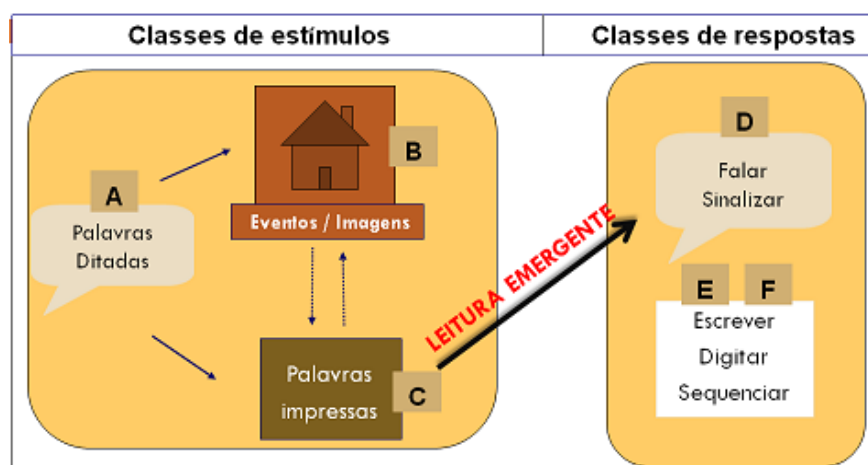 Classes de estímulos
Classes de respostas
A
Palavras
Ditadas
B
Eventos / Imagens
Palavras
impressas
C
LEITURA EMERGENTE
D
Falar
Sinalizar
E F
Escrever
Digitar
Sequenciar